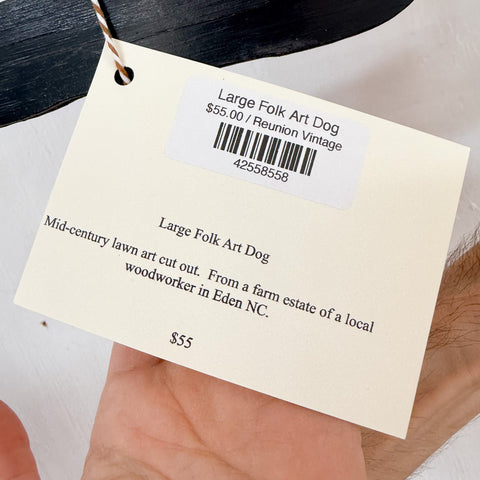 Large Folk Art Dog
$55.00 / Reunion Vintage
42558558
Large Folk Art Dog
Mid-century lawn art cut out. From a farm estate of a local
woodworker in Eden NC.
$55